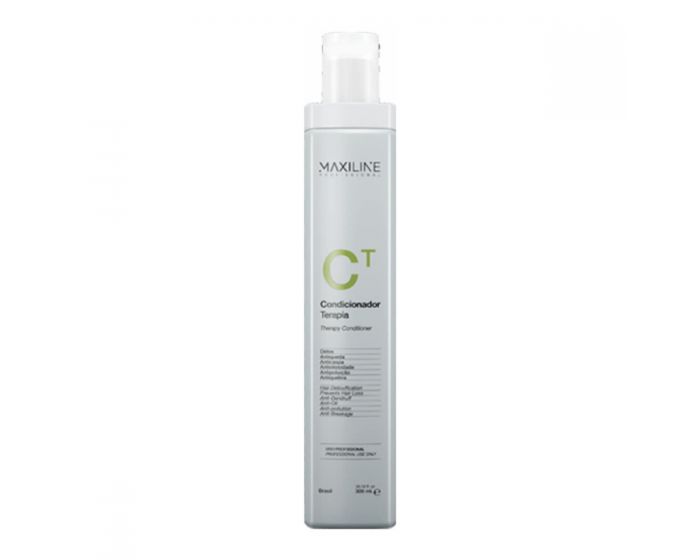 MAXILINE
PROFESSIONAL
CT
Condicionador
Terapia
Therapy Conditioner
Detox
Antiqueda
Anticaspa
Antioleosidade
Antipoluição
Antiquebra
Hair Detoxification
Prevents Hair Loss
Anti-Dandruff
Anti-Oil
Anti-pollution
Anti Breakage
USO PROFISSIONAL
PROFESSIONAL USE ONLY
Brasil
300 mL ℮